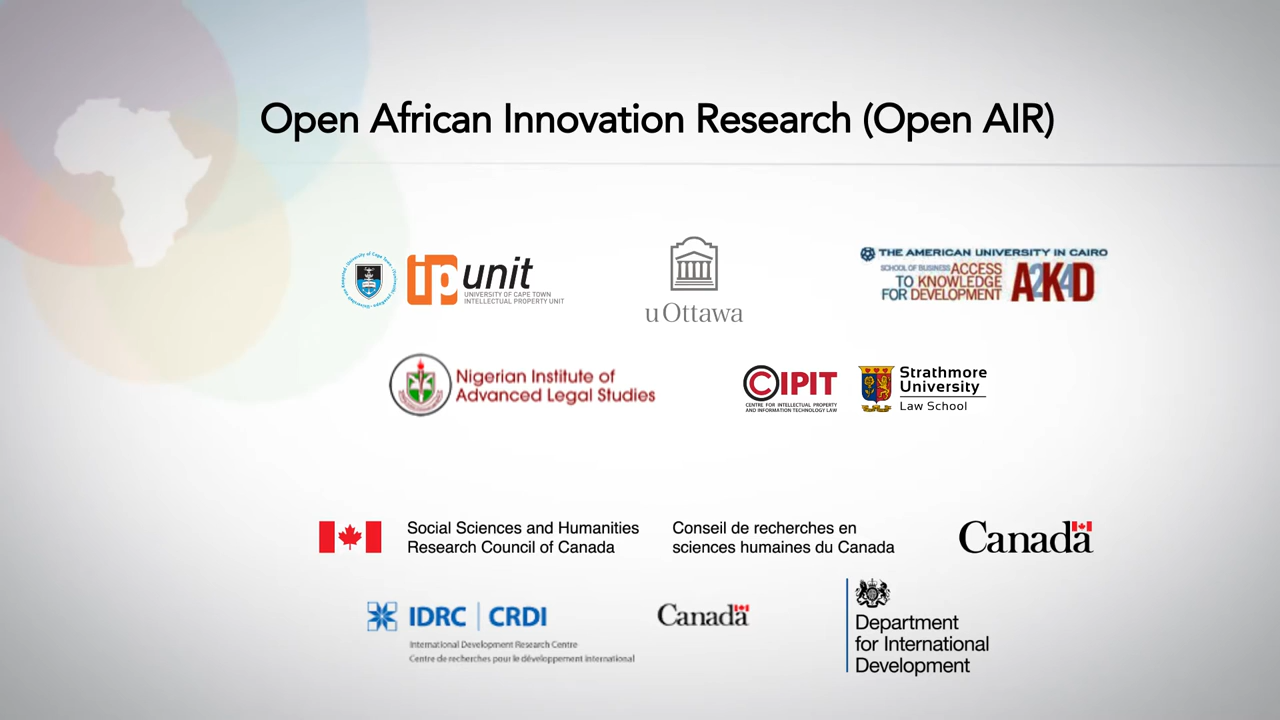 Open African Innovation Research (Open AIR)
ip unit
UNIVERSITY OF CAPE TOWN
INTELLECTUAL PROPERTY UNIT
uOttawa
THE AMERICAN UNIVERSITY IN CAIRO
SCHOOL OF BUSINESS ACCESS
TO KNOWLEDGE
FOR DEVELOPMENT
A2K4D
Nigerian Institute of
Advanced Legal Studies
CIPIT
CENTRE FOR INTELLECTUAL PROPERTY
AND INFORMATION TECHNOLOGY LAW
Strathmore
University
Law School
Social Sciences and Humanities
Research Council of Canada
Conseil de recherches en
sciences humaines du Canada
Canada
IDRC | CRDI
International Development Research Centre
Centre de recherches pour le développement international
Canada
Department
for International
Development